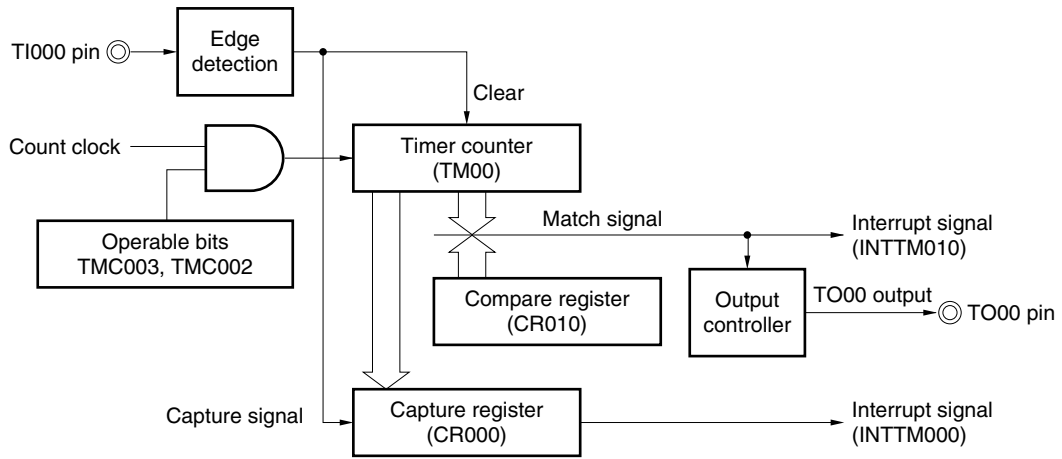 TI000 pin
Edge
detection
Clear
Count clock
Timer counter
(TM00)
Operable bits
TMC003, TMC002
Match signal
Interrupt signal
(INTTM010)
Compare register
(CR010)
Output
controller
TO00 output
TO00 pin
Capture signal
Capture register
(CR000)
Interrupt signal
(INTTM000)